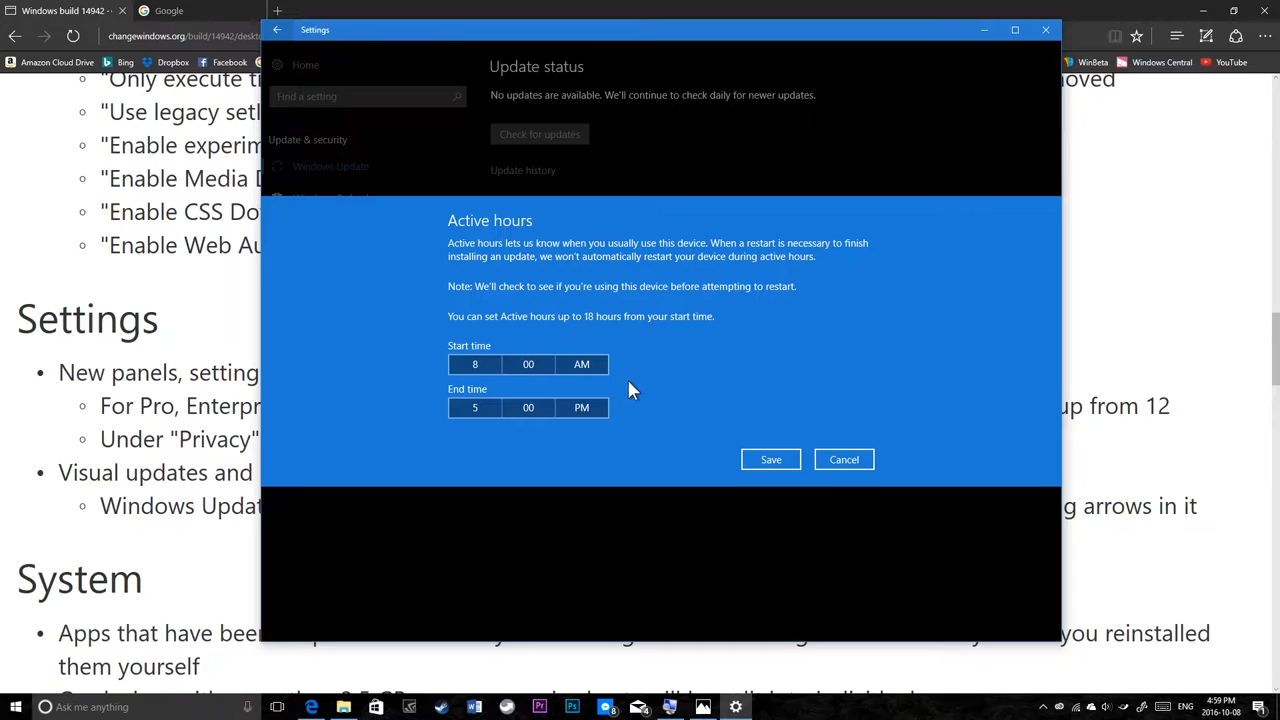 Windows build 14942 -
Google
changewindows.org/build/14942/deskto
Settings
Amazon Cloud Drive
Bing
Dropbox
Facebook
WinBeta
Windows Central
YouTube
Home
Find a setting
Update & security
Windows Update
Update status
No updates are available. We'll continue to check daily for newer updates.
Check for updates
Update history
"Only execute t
oved
"Use legacy setI
"Enable experim
"Enable Media D
"Enable CSS Do
"Enable Web Au
Active hours
Active hours lets us know when you usually use this device. When a restart is necessary to finish
installing an update, we won't automatically restart your device during active hours.
Note: We'll check to see if you're using this device before attempting to restart.
You can set Active hours up to 18 hours from your start time.
Start time
8 00 AM
End time
5 00 PM
Save
Cancel
Settings
New panels, setting
For Pro, Enterpr
up from 12
Under "Privacy"
Visual updates and
Windows Updat
g arrows in it
System
Apps that have bee
you reinstalled
them yourself
Ask me anything
8
4
4:59 PM
2016-10-08
1